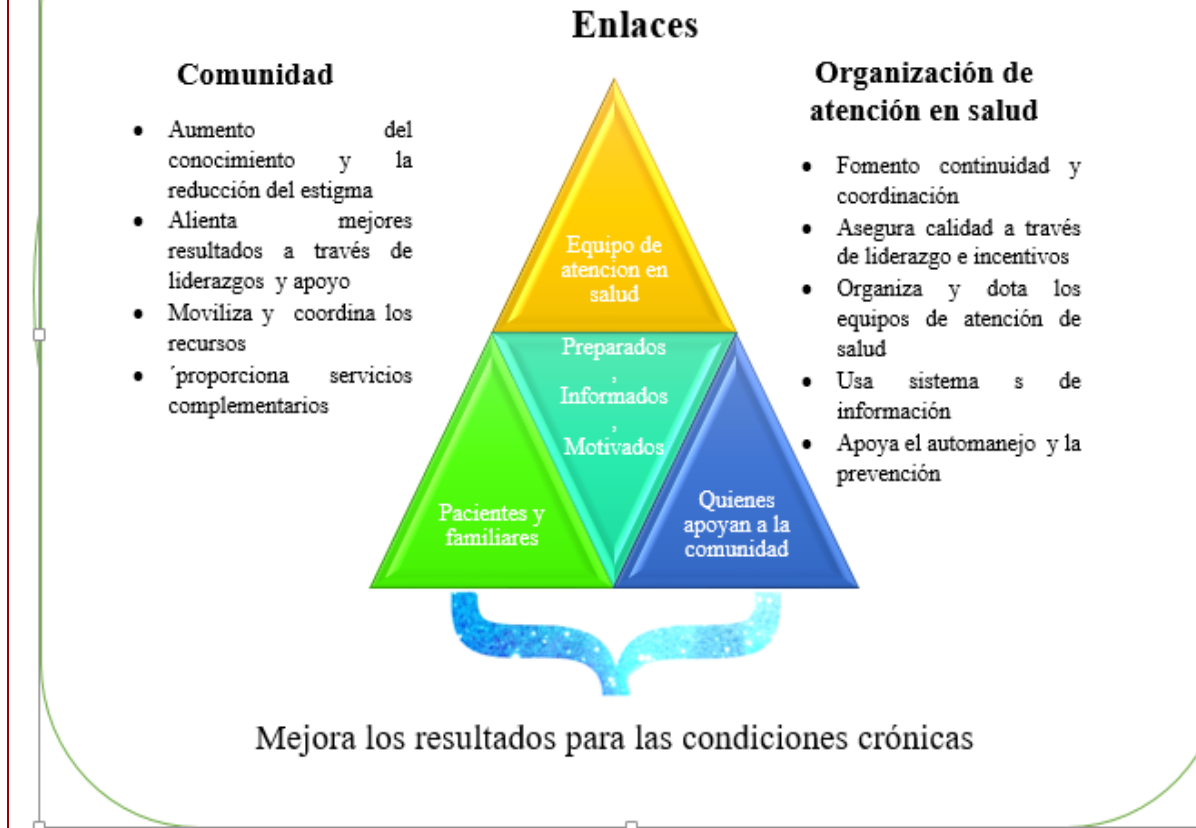 Enlaces
Comunidad
• Aumento del
conocimiento y la
reducción del estigma
• Alienta mejores
resultados a través de
liderazgos y apoyo
• Moviliza y coordina los
recursos
• ´proporciona servicios
complementarios
Organización de
atención en salud
• Fomento continuidad y
coordinación
• Asegura calidad a través
de liderazgo e incentivos
• Organiza y dota los
equipos de atención de
salud
• Usa sistema s de
información
• Apoya el automanejo y la
prevención
Equipo de
atencion en
salud
Preparados
,
Informados
,
Motivados
Pacientes y
familiares
Quienes
apoyan a la
comunidad
Mejora los resultados para las condiciones crónicas